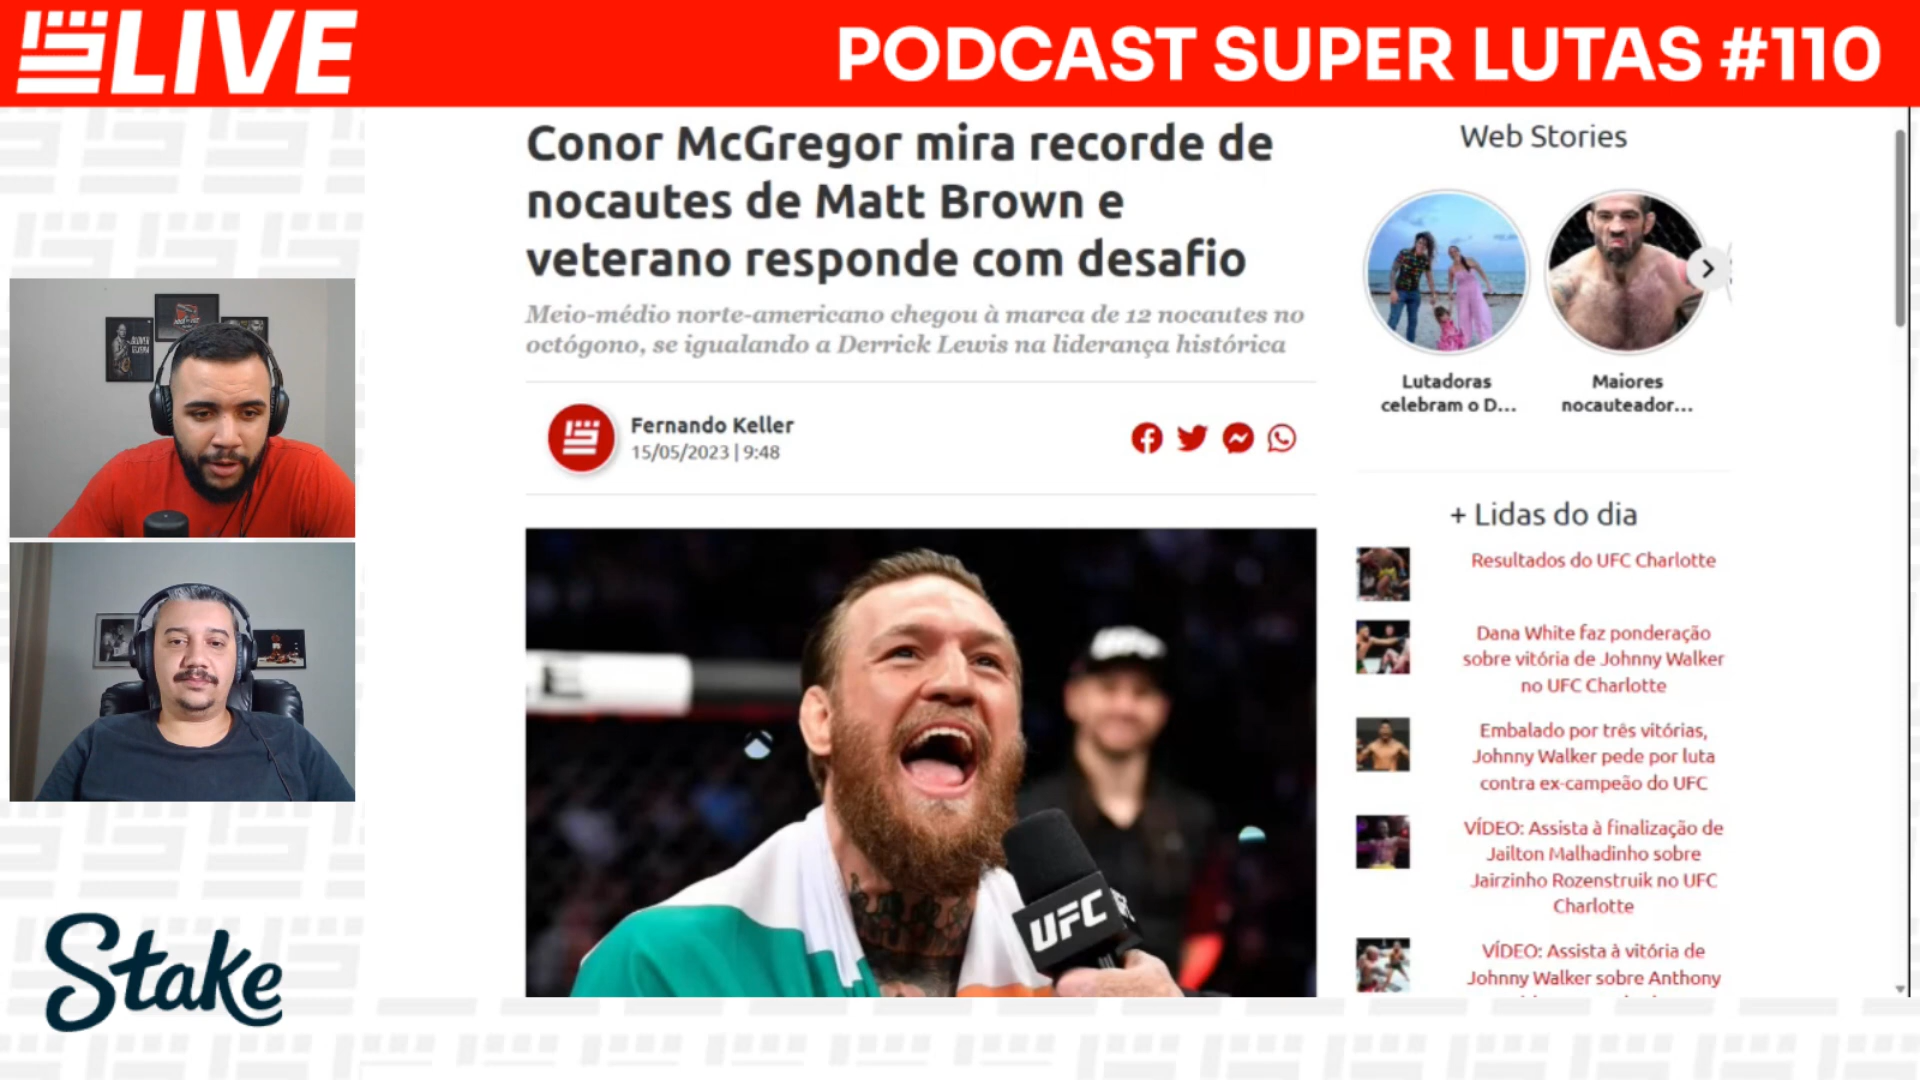 LIVE
PODCAST SUPER LUTAS #110
Conor McGregor mira recorde de
nocautes de Matt Brown e
veterano responde com desafio
Meio-médio norte-americano chegou à marca de 12 nocautes no
octógono, se igualando a Derrick Lewis na liderança histórica
Fernando Keller
15/05/2023 | 9:48
UFC
UFC
Web Stories
Lutadoras
celebram o D...
Maiores
nocauteador...
+ Lidas do dia
Resultados do UFC Charlotte
Dana White faz ponderação
sobre vitória de Johnny Walker
no UFC Charlotte
Embalado por três vitórias,
Johnny Walker pede por luta
contra ex-campeão do UFC
VÍDEO: Assista à finalização de
Jailton Malhadinho sobre
Jairzinho Rozenstruik no UFC
Charlotte
VÍDEO: Assista à vitória de
Johnny Walker sobre Anthony
Stake